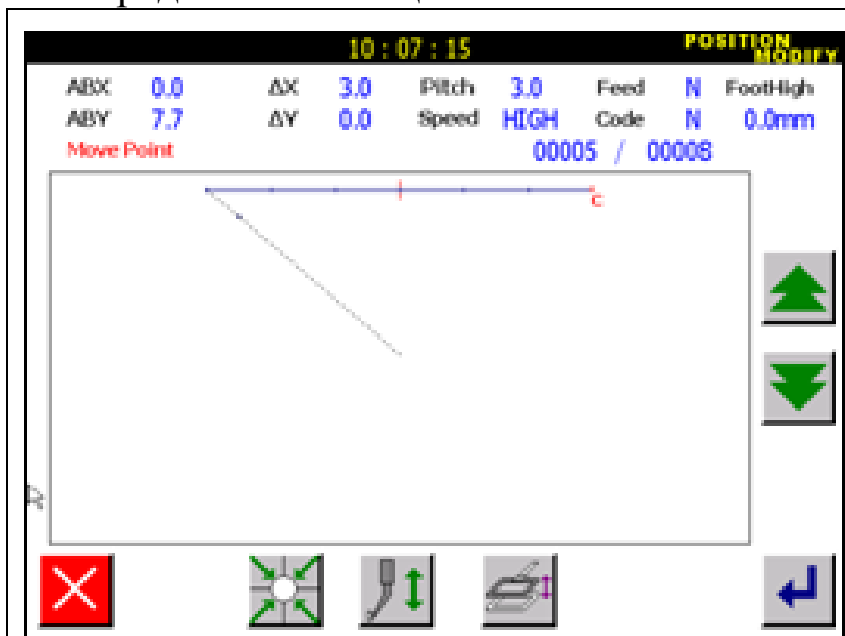 10 : 07 : 15
POSITION
MODIFY
ABX 0.0 ΔX 3.0 Pitch 3.0 Feed N FootHigh
ABY 7.7 ΔY 0.0 Speed HIGH Code N 0.0mm
Move Point 00005 / 00008
C